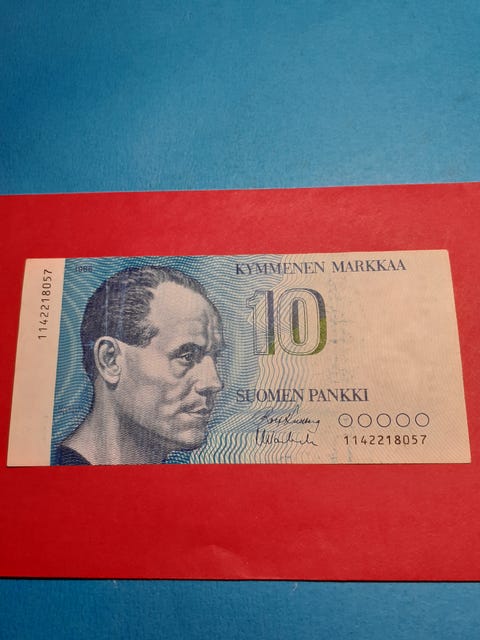 1986
KYMMENEN MARKKAA
10
SUOMEN PANKKI
1142218057
1142218057